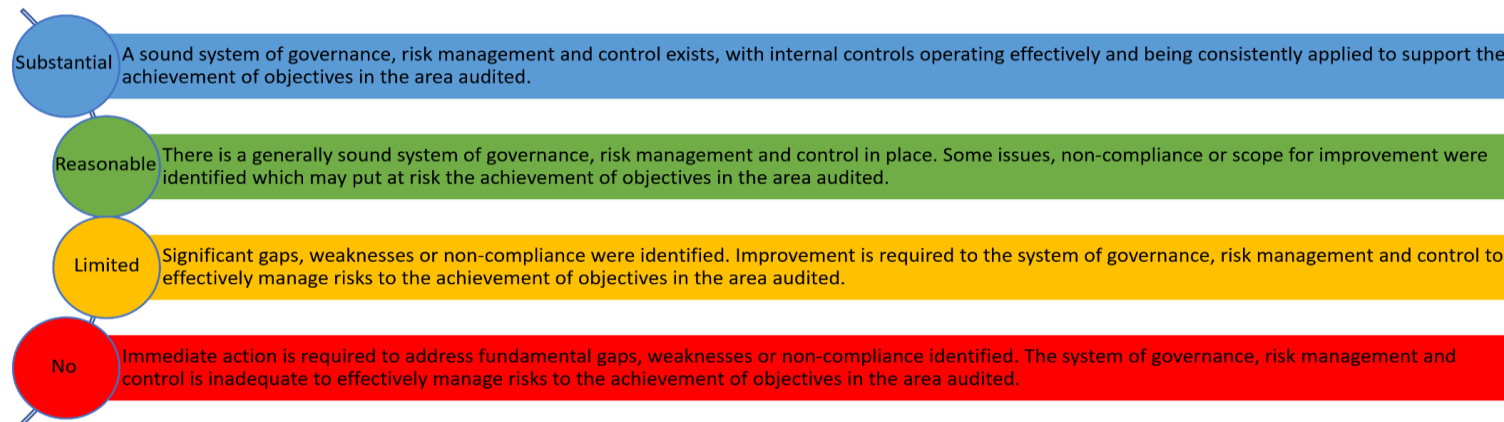 Substantial
A sound system of governance, risk management and control exists, with internal controls operating effectively and being consistently applied to support the
achievement of objectives in the area audited.
Reasonable
There is a generally sound system of governance, risk management and control in place. Some issues, non-compliance or scope for improvement were
identified which may put at risk the achievement of objectives in the area audited.
Limited
Significant gaps, weaknesses or non-compliance were identified. Improvement is required to the system of governance, risk management and control to
effectively manage risks to the achievement of objectives in the area audited.
No
Immediate action is required to address fundamental gaps, weaknesses or non-compliance identified. The system of governance, risk management and
control is inadequate to effectively manage risks to the achievement of objectives in the area audited.